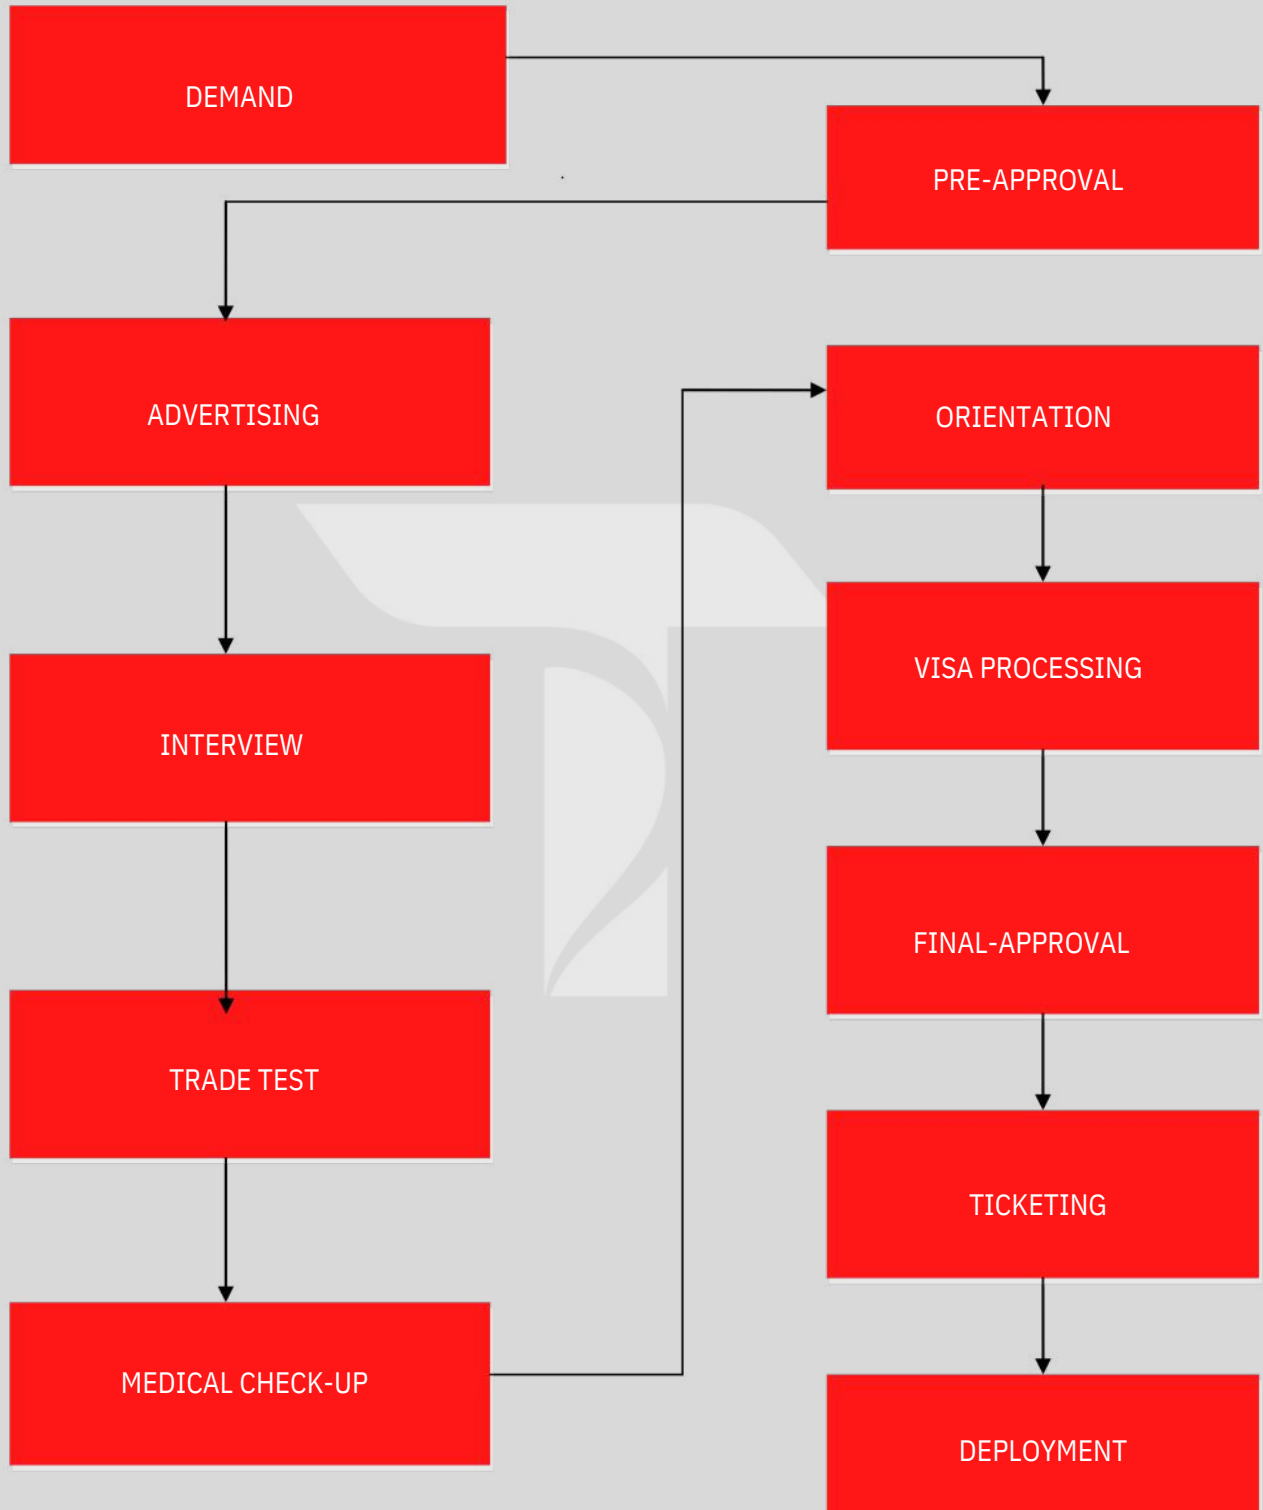 DEMAND
PRE-APPROVAL
ADVERTISING
INTERVIEW
TRADE TEST
MEDICAL CHECK-UP
ORIENTATION
VISA PROCESSING
FINAL-APPROVAL
TICKETING
DEPLOYMENT